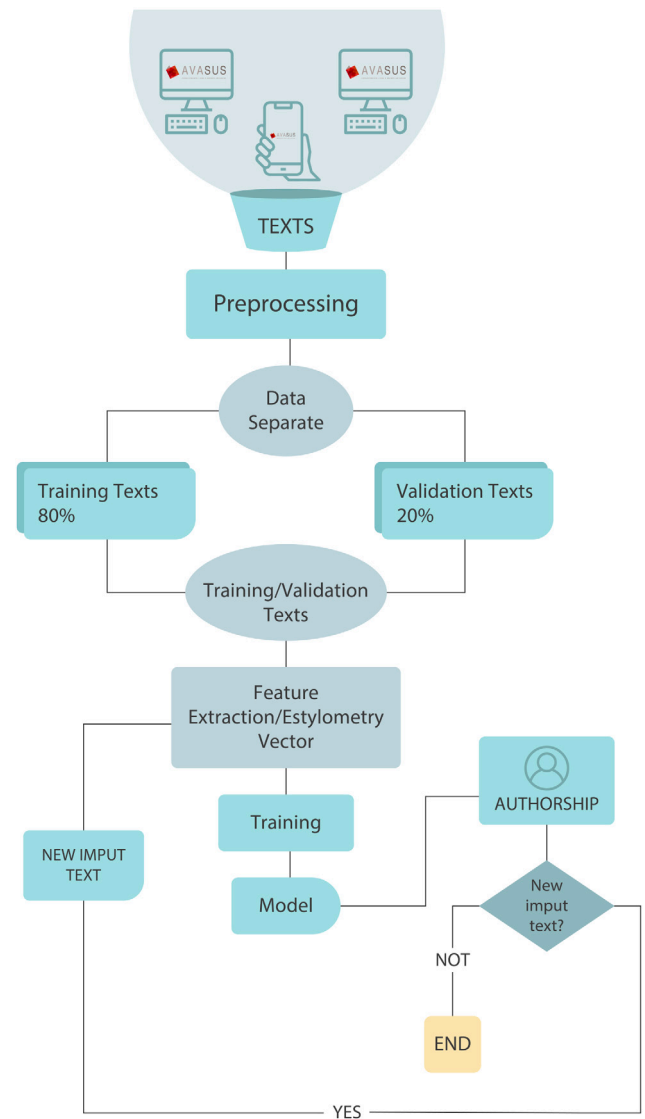 AVASUS
AVASUS
AVASUS
TEXTS
Preprocessing
Data
Separate
Training Texts
80%
Validation Texts
20%
Training/Validation
Texts
Feature
Extraction/Estylometry
Vector
Training
AUTHORSHIP
NEW IMPUT
TEXT
Model
New
imput
text?
NOT
END
YES